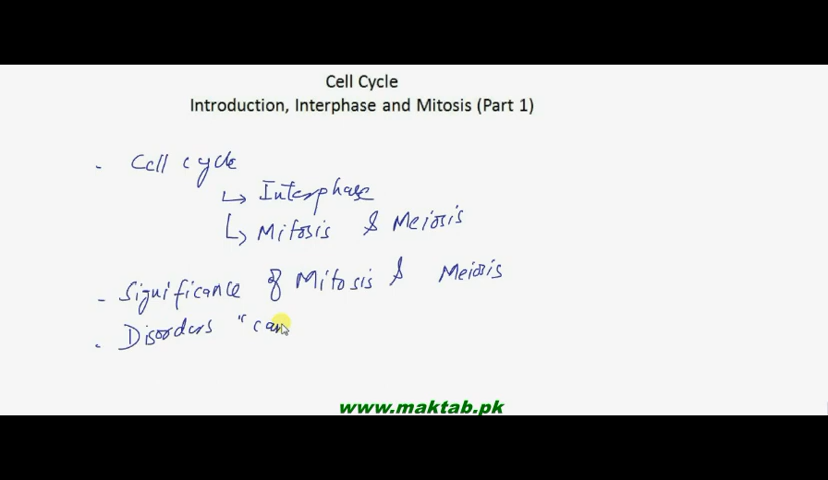 Cell Cycle
Introduction, Interphase and Mitosis (Part 1)
- Cell cycle
↳ Interphase
↳ Mitosis & Meiosis
- Significance of Mitosis & Meiosis
- Disorders "can
www.maktab.pk